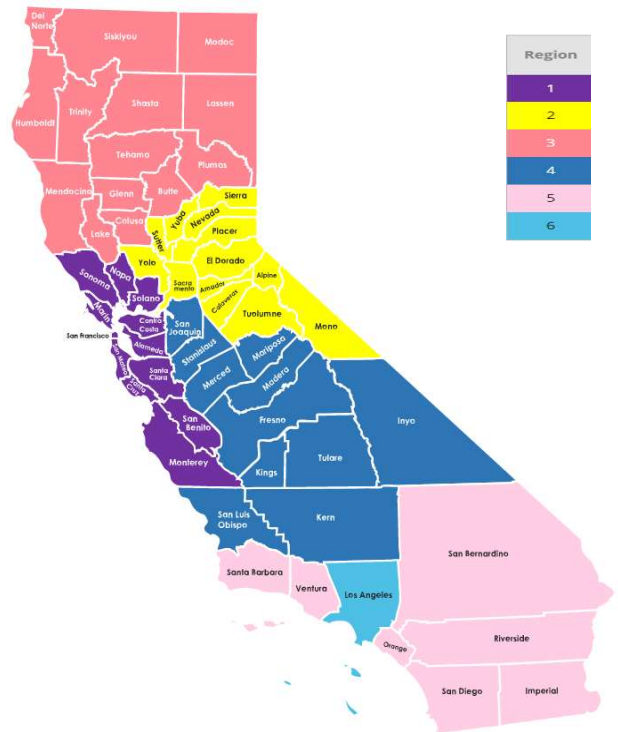 Del
Norte
Siskiyou
Modoc
Region
1
2
3
4
5
6
Humboldt
Trinity
Shasta
Lassen
Tehama
Plumas
Mendocino
Glenn
Butte
Colusa
Lake
Sierra
Yuba
Nevada
Sutter
Placer
Yolo
El Dorado
Sacra
mento
Amador
Alpine
Calaveras
Tuolumne
Mono
Sonoma
Napa
Solano
Marin
Contra
Costa
San Francisco
Alameda
San Mateo
Santa
Clara
Santa
Cruz
San
Joaquin
Stanislaus
Merced
Mariposa
Madera
San
Benito
Monterey
Fresno
Inyo
Kings
Tulare
San Luis
Obispo
Kern
Santa Barbara
Ventura
Los Angeles
San Bernardino
Orange
Riverside
San Diego
Imperial